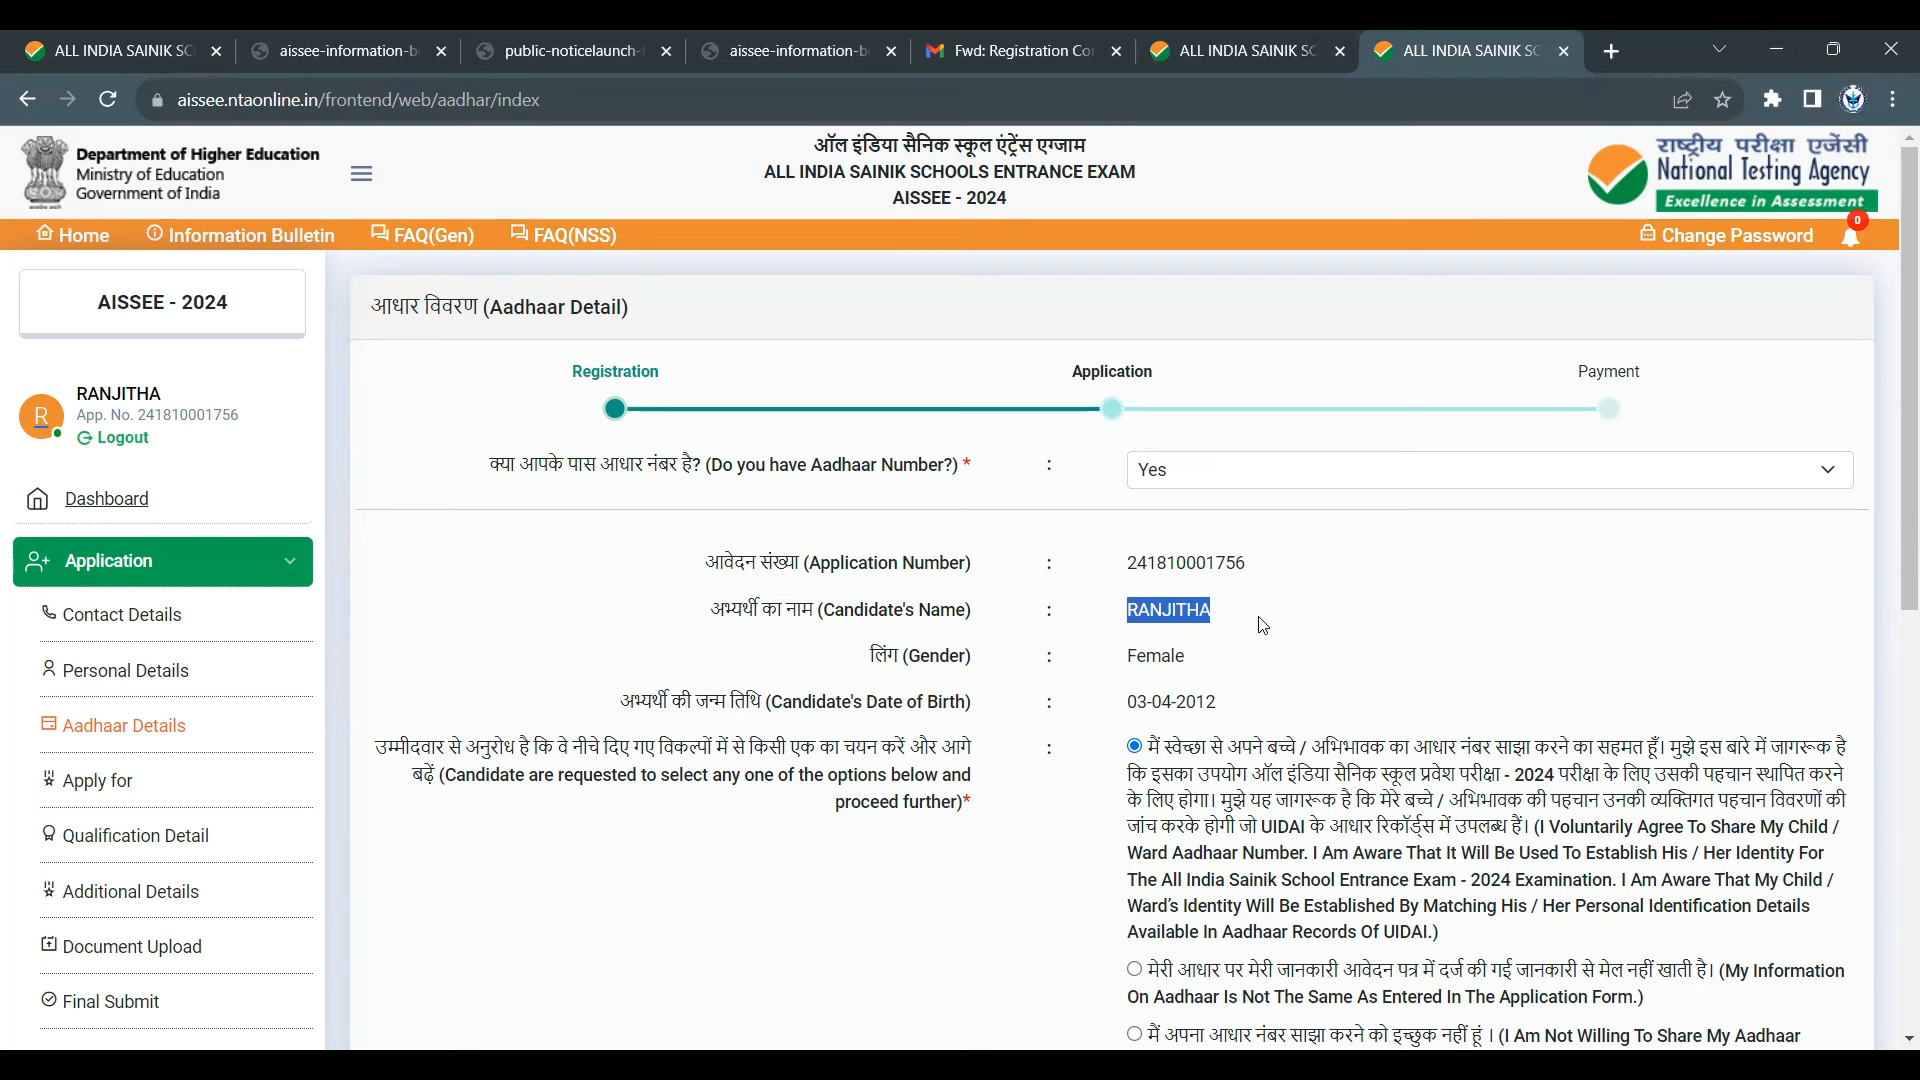 ALL INDIA SAINIK SC
aissee-information-b
public-noticelaunch-
aissee-information-b
Fwd: Registration Co
ALL INDIA SAINIK SC
ALL INDIA SAINIK SC
aissee.ntaonline.in/frontend/web/aadhar/index
Department of Higher Education
Ministry of Education
Government of India
ऑल इंडिया सैनिक स्कूल एंट्रेंस एग्जाम
ALL INDIA SAINIK SCHOOLS ENTRANCE EXAM
AISSEE - 2024
राष्ट्रीय परीक्षा एजेंसी
National Testing Agency
Excellence in Assessment
Home
Information Bulletin
FAQ(Gen)
FAQ(NSS)
Change Password
0
AISSEE - 2024
R
RANJITHA
App. No. 241810001756
Logout
Dashboard
Application
Contact Details
Personal Details
Aadhaar Details
Apply for
Qualification Detail
Additional Details
Document Upload
Final Submit
आधार विवरण (Aadhaar Detail)
Registration
Application
Payment
क्या आपके पास आधार नंबर है? (Do you have Aadhaar Number?) * : Yes
आवेदन संख्या (Application Number) : 241810001756
अभ्यर्थी का नाम (Candidate's Name) : RANJITHA
लिंग (Gender) : Female
अभ्यर्थी की जन्म तिथि (Candidate's Date of Birth) : 03-04-2012
उम्मीदवार से अनुरोध है कि वे नीचे दिए गए विकल्पों में से किसी एक का चयन करें और आगे
बढ़ें (Candidate are requested to select any one of the options below and
proceed further)*
:
मैं स्वेच्छा से अपने बच्चे / अभिभावक का आधार नंबर साझा करने का सहमत हूँ। मुझे इस बारे में जागरूक है
कि इसका उपयोग ऑल इंडिया सैनिक स्कूल प्रवेश परीक्षा - 2024 परीक्षा के लिए उसकी पहचान स्थापित करने
के लिए होगा। मुझे यह जागरूक है कि मेरे बच्चे / अभिभावक की पहचान उनकी व्यक्तिगत पहचान विवरणों की
जांच करके होगी जो UIDAI के आधार रिकॉर्ड्स में उपलब्ध हैं। (I Voluntarily Agree To Share My Child /
Ward Aadhaar Number. I Am Aware That It Will Be Used To Establish His / Her Identity For
The All India Sainik School Entrance Exam - 2024 Examination. I Am Aware That My Child /
Ward's Identity Will Be Established By Matching His / Her Personal Identification Details
Available In Aadhaar Records Of UIDAI.)
मेरी आधार पर मेरी जानकारी आवेदन पत्र में दर्ज की गई जानकारी से मेल नहीं खाती है। (My Information
On Aadhaar Is Not The Same As Entered In The Application Form.)
मैं अपना आधार नंबर साझा करने को इच्छुक नहीं हूं । (I Am Not Willing To Share My Aadhaar